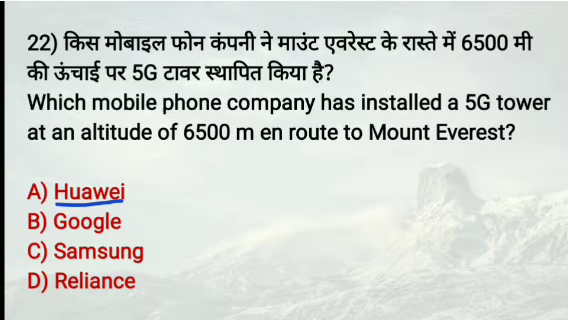 22) किस मोबाइल फोन कंपनी ने माउंट एवरेस्ट के रास्ते में 6500 मी
की ऊंचाई पर 5G टावर स्थापित किया है?
Which mobile phone company has installed a 5G tower
at an altitude of 6500 m en route to Mount Everest?
A) Huawei
B) Google
C) Samsung
D) Reliance